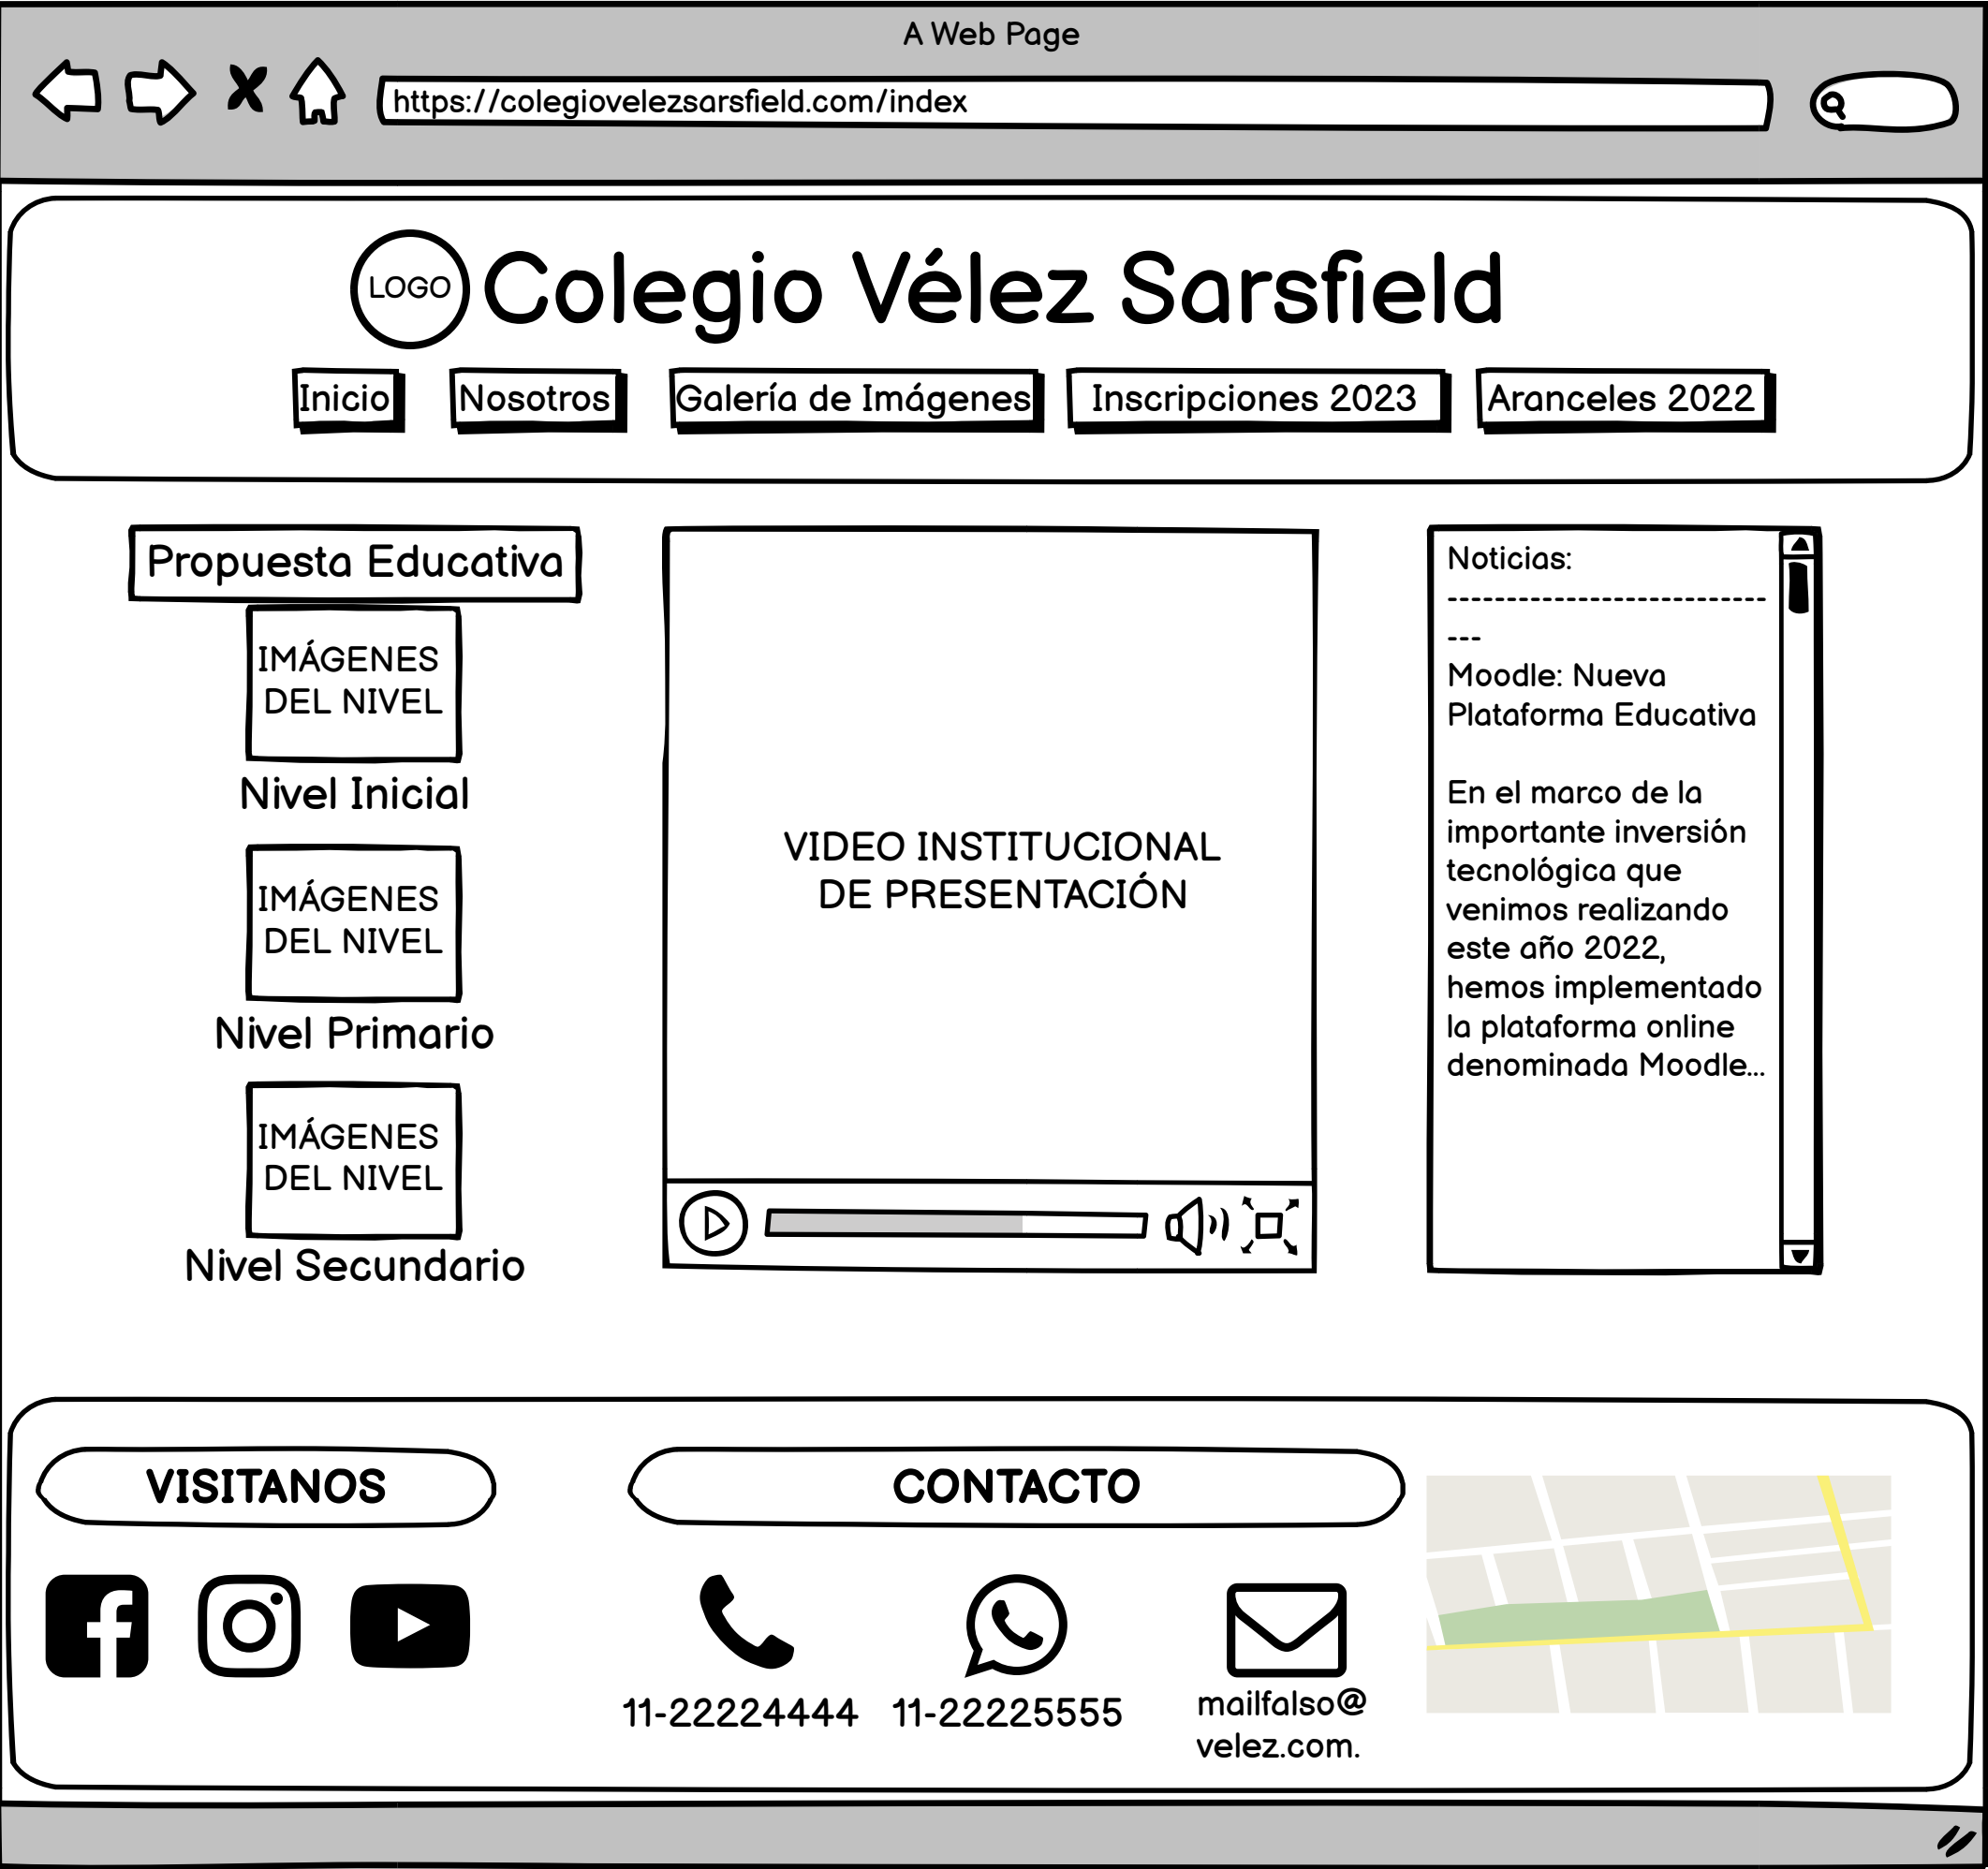 A Web Page
https://colegiovelezsarsfield.com/index
LOGO
Colegio Vélez Sarsfield
Inicio
Nosotros
Galería de Imágenes
Inscripciones 2023
Aranceles 2022
Propuesta Educativa
IMÁGENES
DEL NIVEL
Nivel Inicial
IMÁGENES
DEL NIVEL
Nivel Primario
IMÁGENES
DEL NIVEL
Nivel Secundario
VIDEO INSTITUCIONAL
DE PRESENTACIÓN
Noticias:
---------------------------
---
Moodle: Nueva
Plataforma Educativa
En el marco de la
importante inversión
tecnológica que
venimos realizando
este año 2022,
hemos implementado
la plataforma online
denominada Moodle...
VISITANOS
CONTACTO
11-22224444
11-22225555
mailfalso@
velez.com.